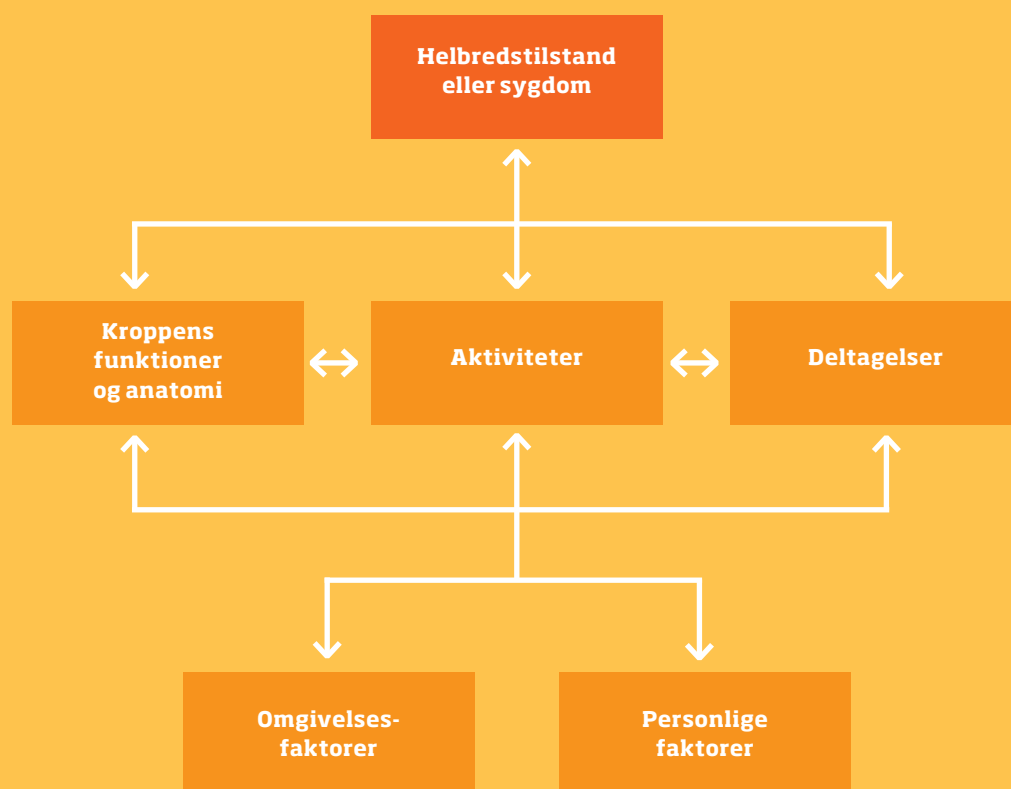 Helbredstilstand
eller sygdom
Kroppens
funktioner
og anatomi
Aktiviteter
Deltagelser
Omgivelses-
faktorer
Personlige
faktorer